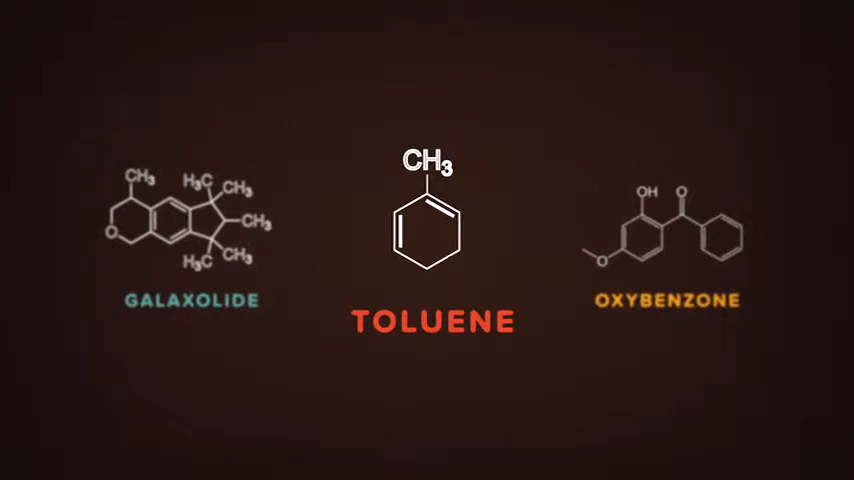 CH₃
H₃C
CH₃
CH₃
O
CH₃
H₃C
GALAXOLIDE
CH₃
TOLUENE
OH
O
O
OXYBENZONE